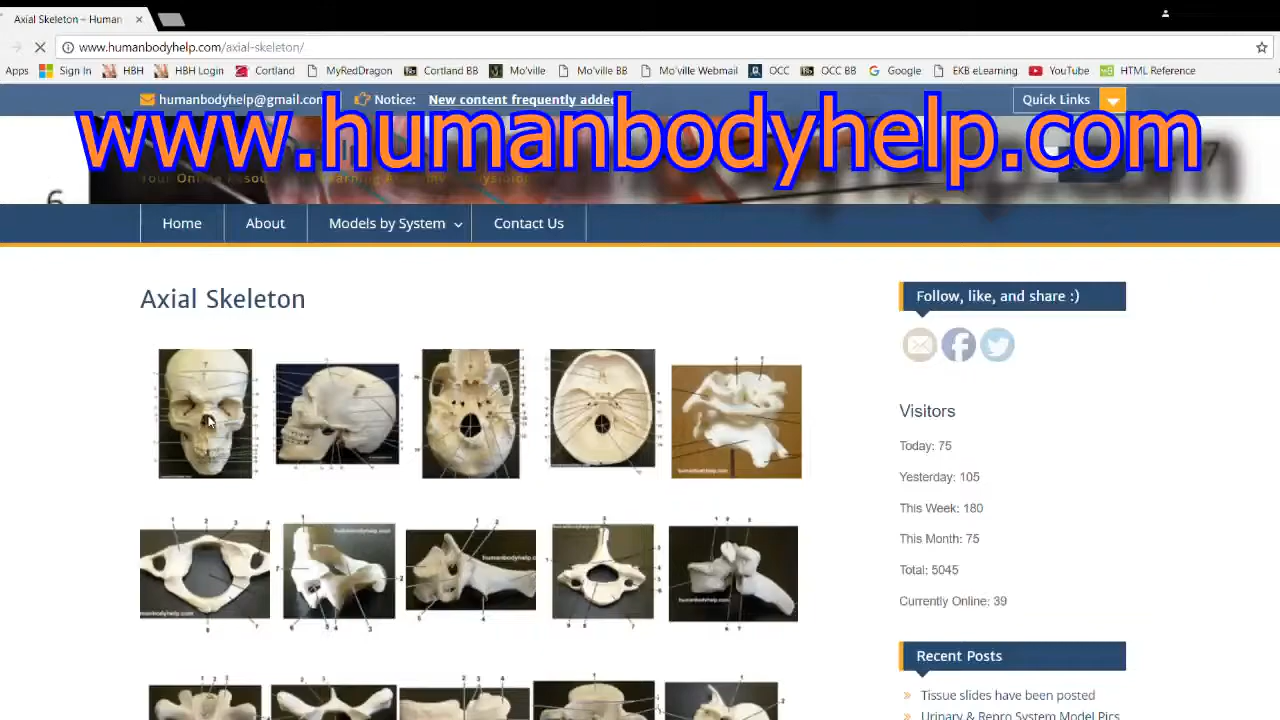 Axial Skeleton – Human
www.humanbodyhelp.com/axial-skeleton/
Apps Sign In HBH HBH Login Cortland MyRedDragon Cortland BB Mo'ville Mo'ville BB Mo'ville Webmail OCC OCC BB Google EKB eLearning YouTube HTML Reference
humanbodyhelp@gmail.com Notice: New content frequently added Quick Links
www.humanbodyhelp.com
Home About Models by System Contact Us
Axial Skeleton
Follow, like, and share :)
Visitors
Today: 75
Yesterday: 105
This Week: 180
This Month: 75
Total: 5045
Currently Online: 39
Recent Posts
Tissue slides have been posted
Urinary & Repro System Model Pics